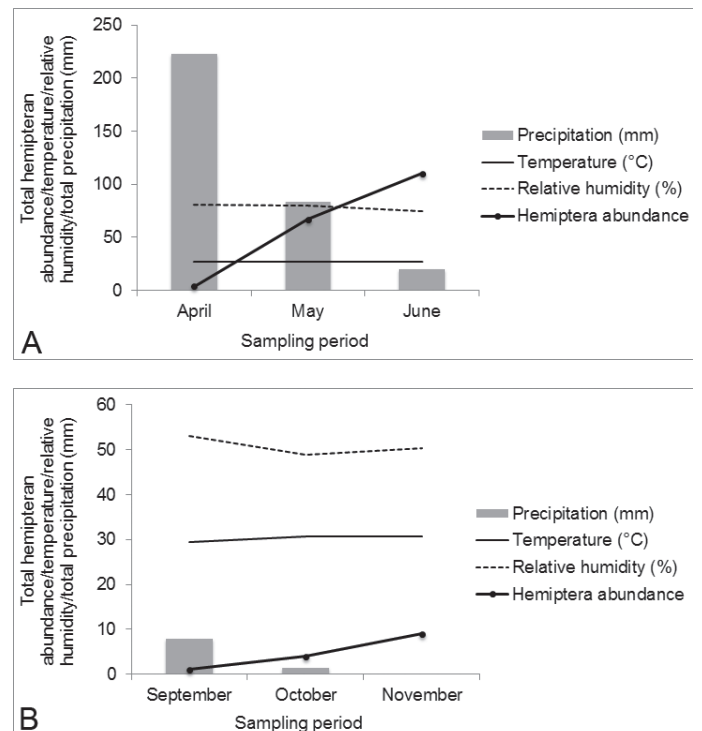 250
200
150
100
50
0
Total hemipteran
abundance/temperature/relative
humidity/total precipitation (mm)
April May June
Sampling period
Precipitation (mm)
Temperature (°C)
Relative humidity (%)
Hemiptera abundance
A
60
50
40
30
20
10
0
Total hemipteran
abundance/temperature/relative
humidity/total precipitation (mm)
September October November
Sampling period
Precipitation (mm)
Temperature (°C)
Relative humidity (%)
Hemiptera abundance
B